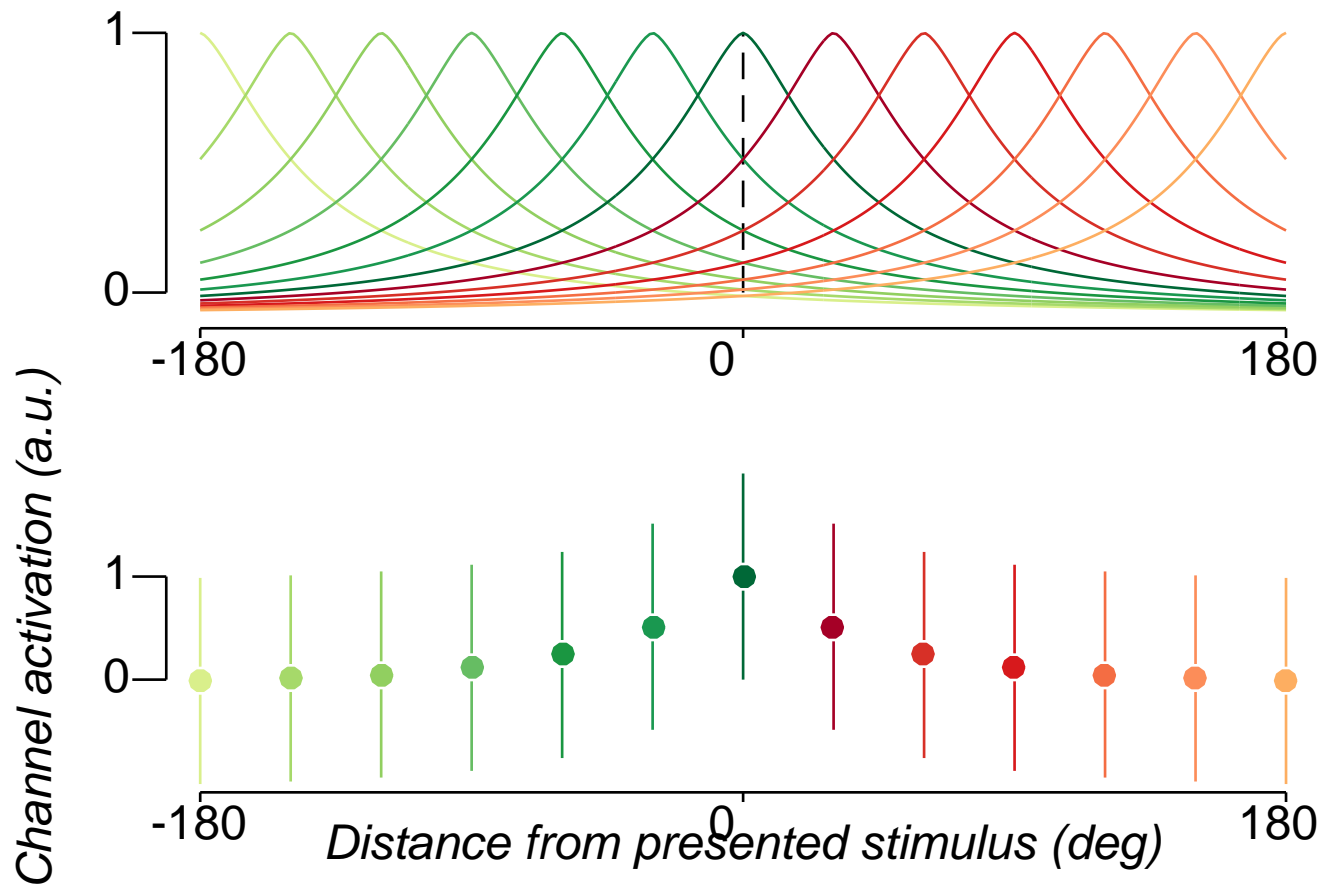 1
0
-180 0 180
Channel activation (a.u.)
1
0
-180 0 180
Distance from presented stimulus (deg)